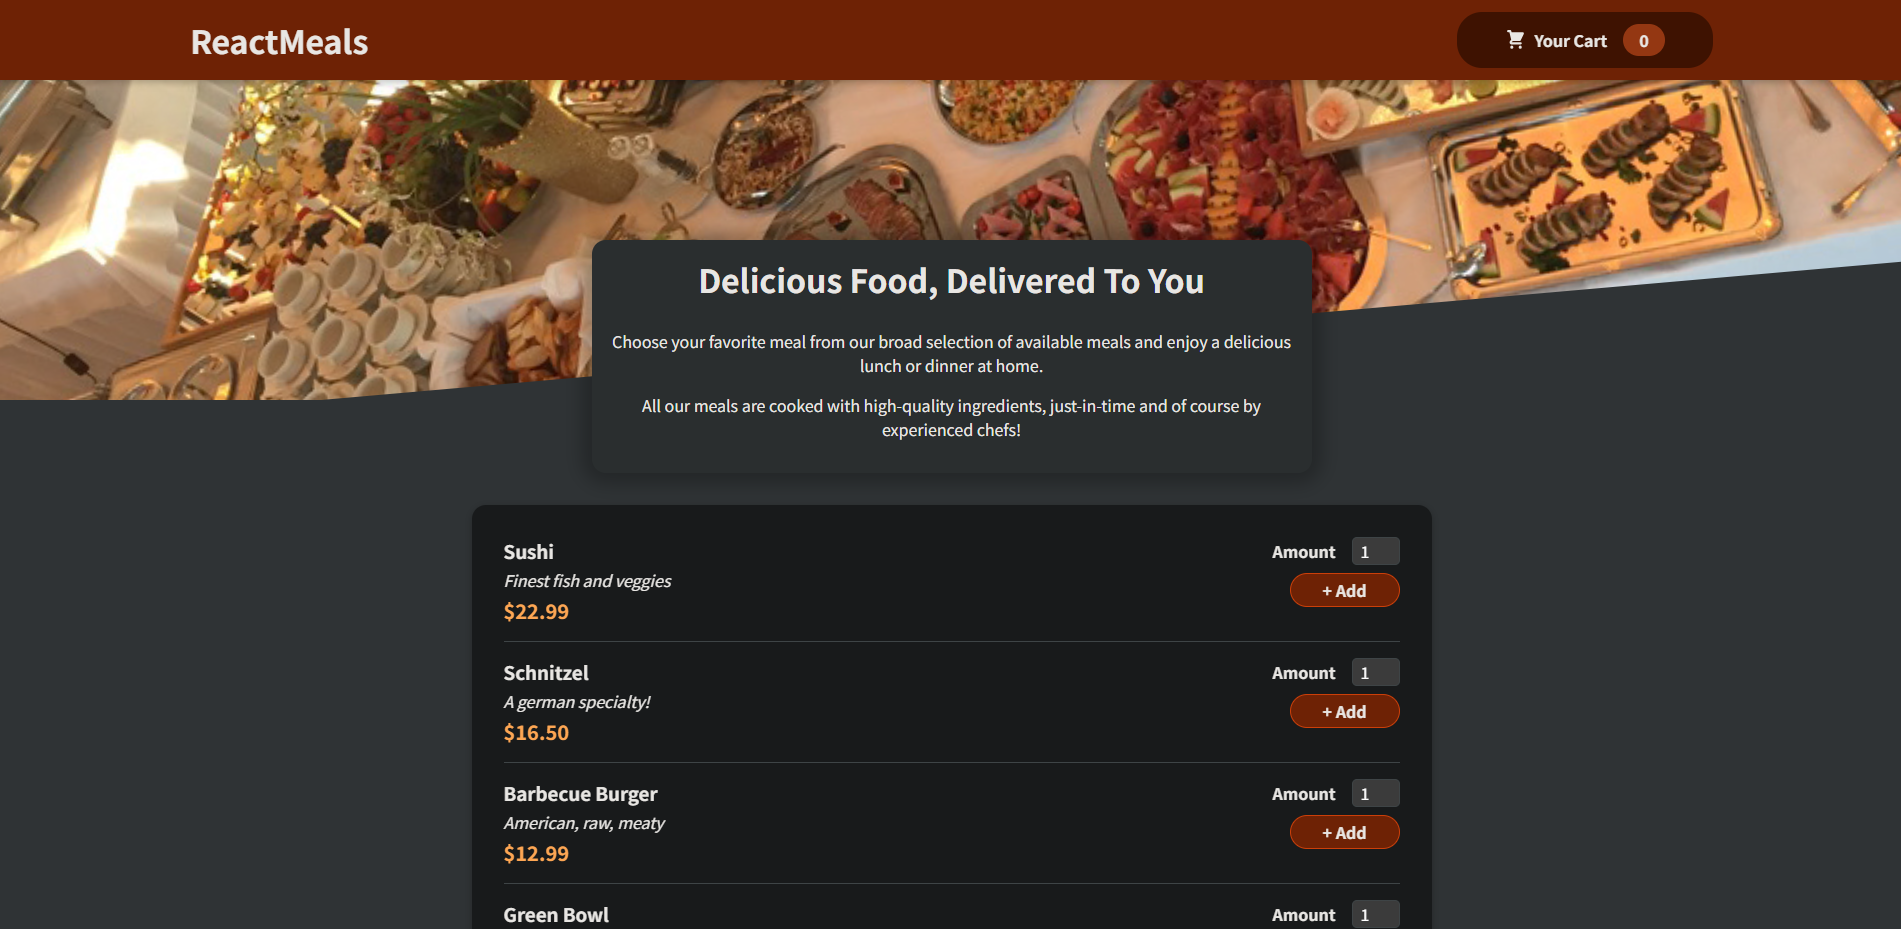 ReactMeals
Your Cart 0
Delicious Food, Delivered To You
Choose your favorite meal from our broad selection of available meals and enjoy a delicious
lunch or dinner at home.
All our meals are cooked with high-quality ingredients, just-in-time and of course by
experienced chefs!
Sushi
Finest fish and veggies
$22.99
Amount 1
+ Add
Schnitzel
A german specialty!
$16.50
Amount 1
+ Add
Barbecue Burger
American, raw, meaty
$12.99
Amount 1
+ Add
Green Bowl
Amount 1